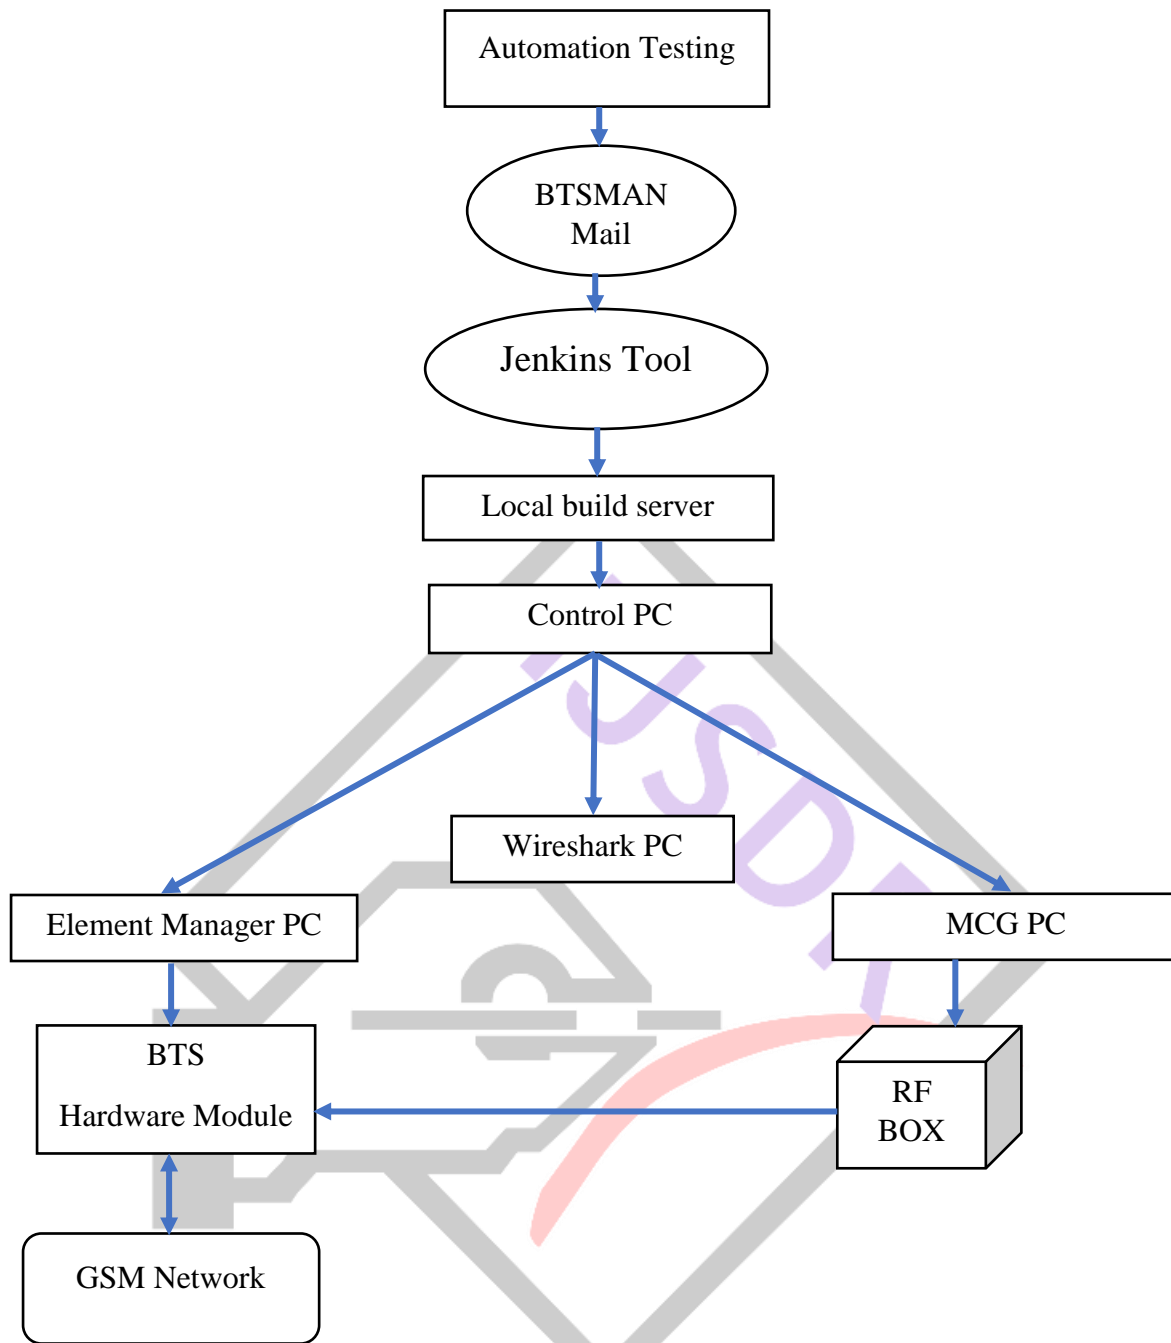 Automation Testing
BTSMAN
Mail
Jenkins Tool
Local build server
Control PC
Wireshark PC
Element Manager PC
MCG PC
BTS
Hardware Module
RF
BOX
GSM Network